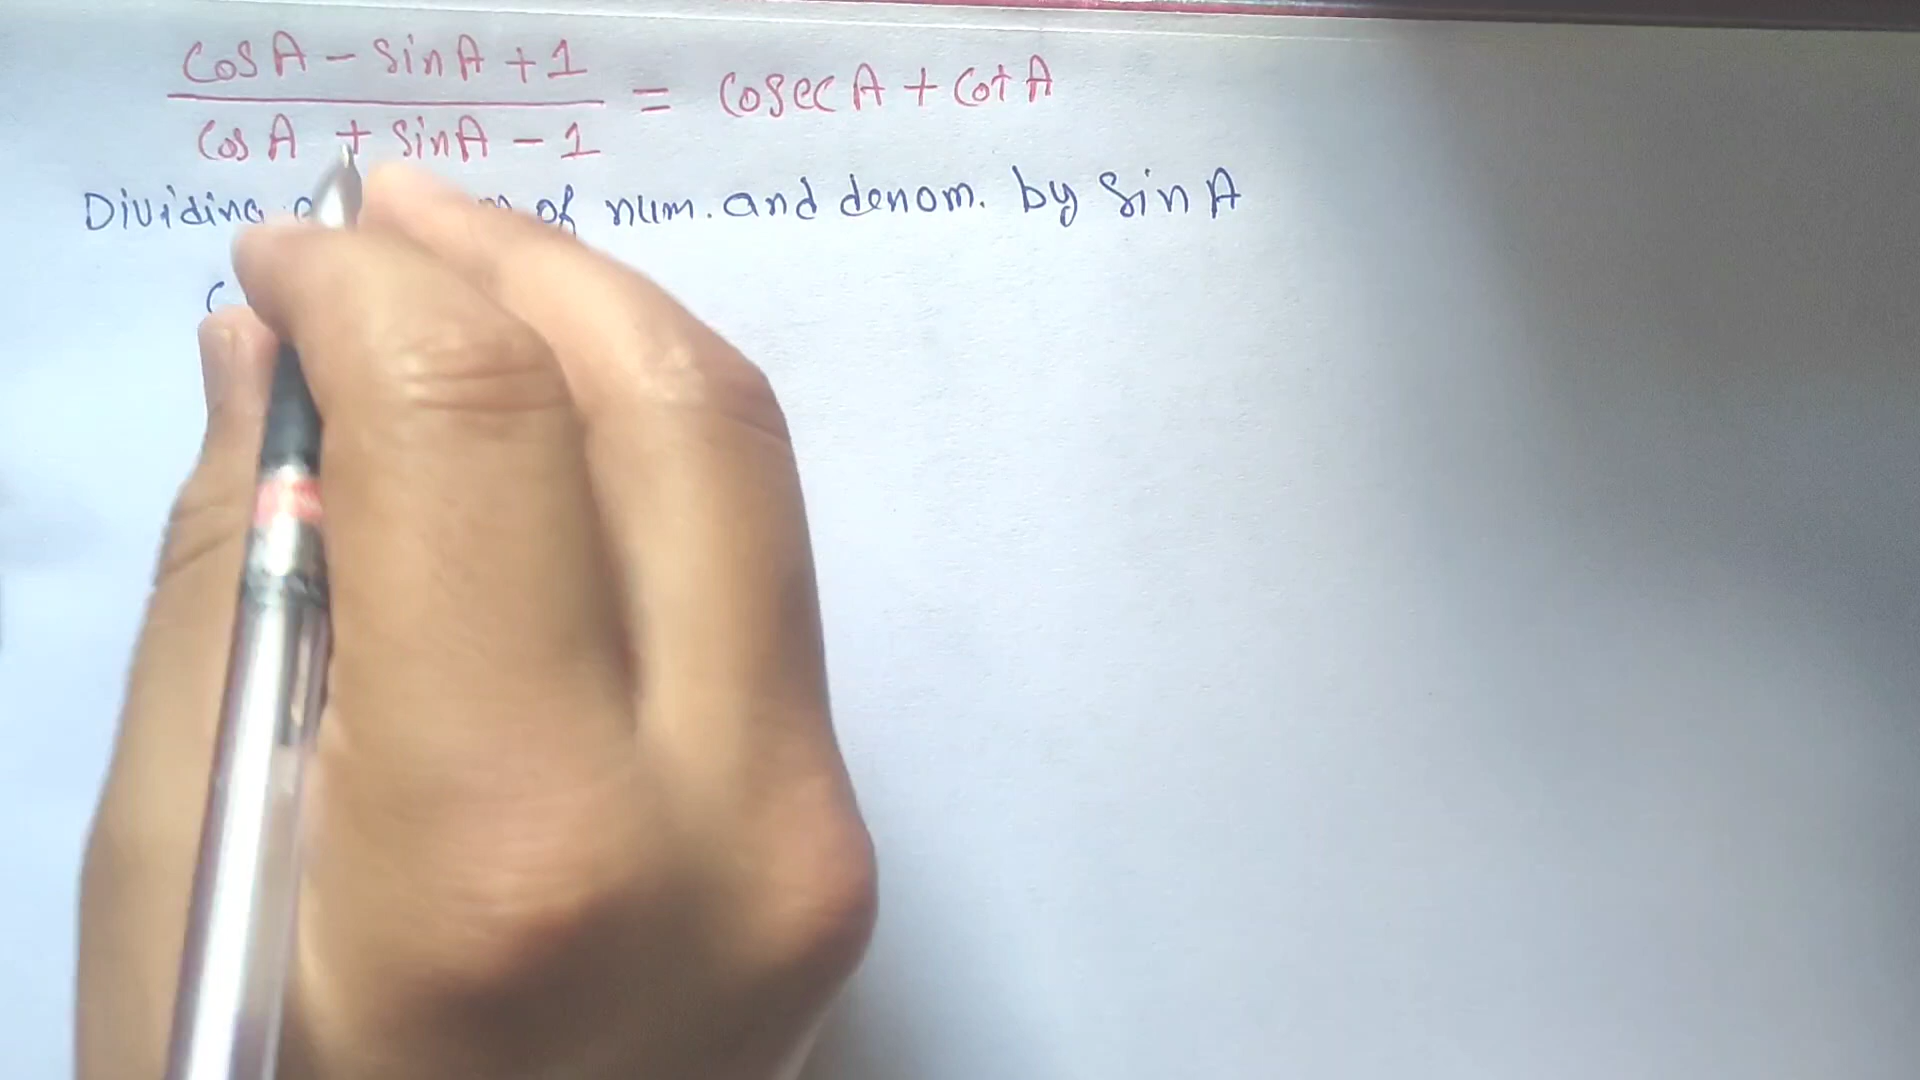 cosA - sinA + 1
cosA + sinA - 1
= cosecA + cotA
Dividing of num. and denom. by sinA